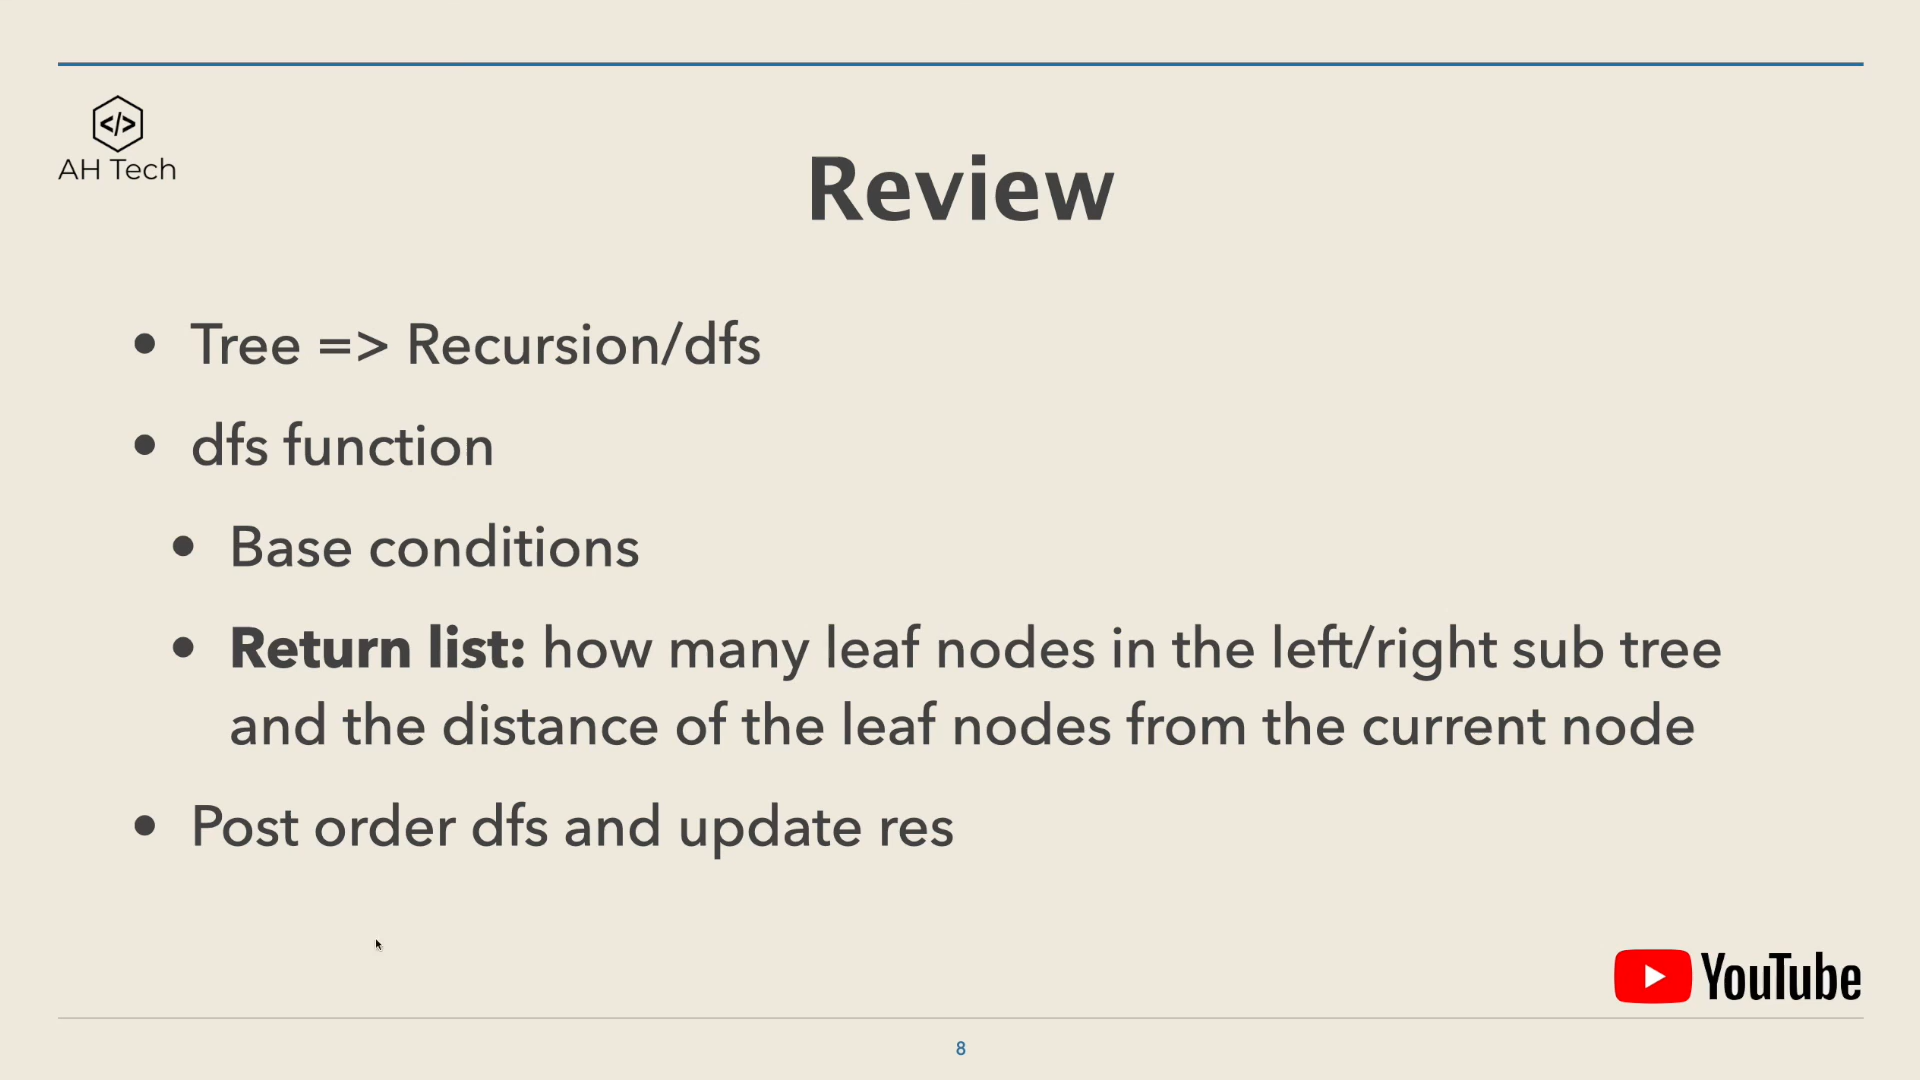 </>
AH Tech
Review
• Tree => Recursion/dfs
• dfs function
• Base conditions
• Return list: how many leaf nodes in the left/right sub tree
and the distance of the leaf nodes from the current node
• Post order dfs and update res
YouTube
8